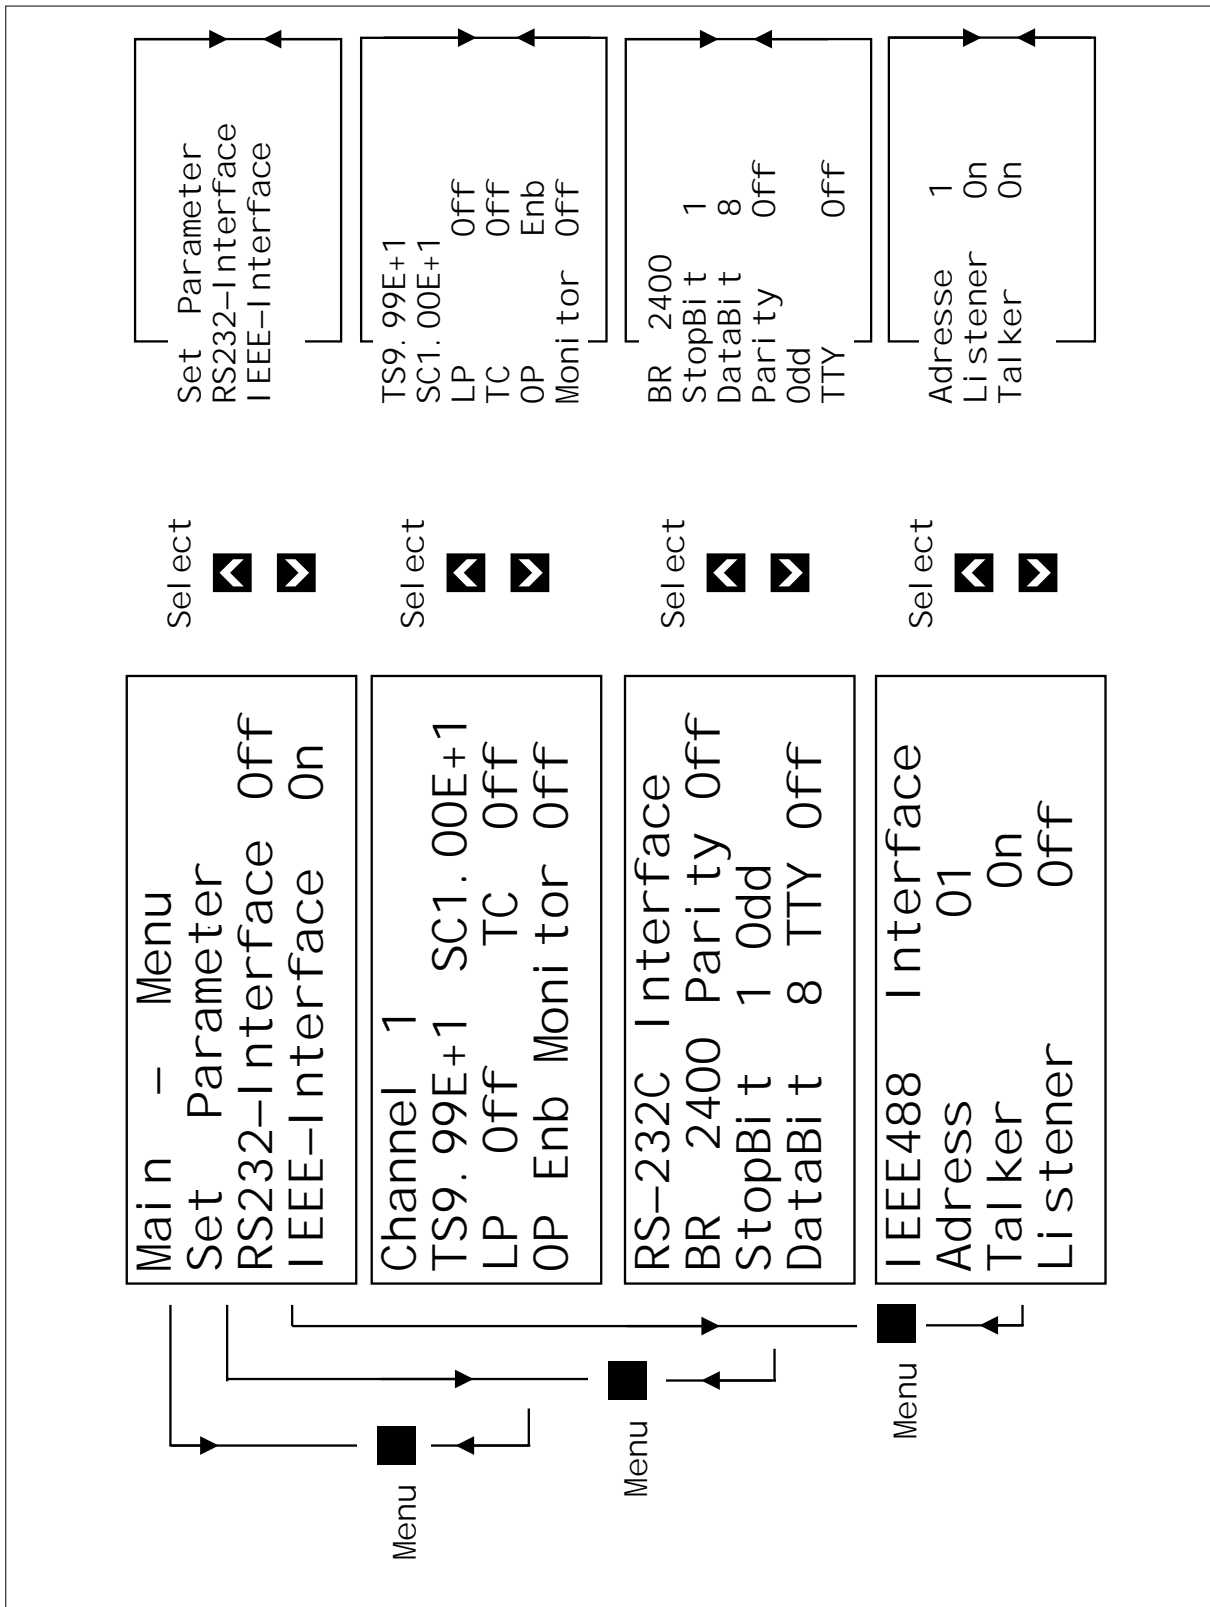 Main - Menu
Set Parameter
RS232-Interface Off
IEEE-Interface On
Select
Set Parameter
RS232-Interface
IEEE-Interface
Menu
Channel 1
TS9.99E+1 SC1.00E+1
LP Off TC Off
OP Enb Monitor Off
Select
TS9.99E+1
SC1.00E+1
LP Off
TC Off
OP Enb
Monitor Off
Menu
RS-232C Interface
BR 2400 Parity Off
StopBit 1 Odd
DataBit 8 TTY Off
Select
BR 2400
StopBit 1
DataBit 8
Parity Off
Odd
TTY Off
Menu
IEEE488 Interface
Adress 01
Talker On
Listener Off
Select
Adresse 1
Listener On
Talker On